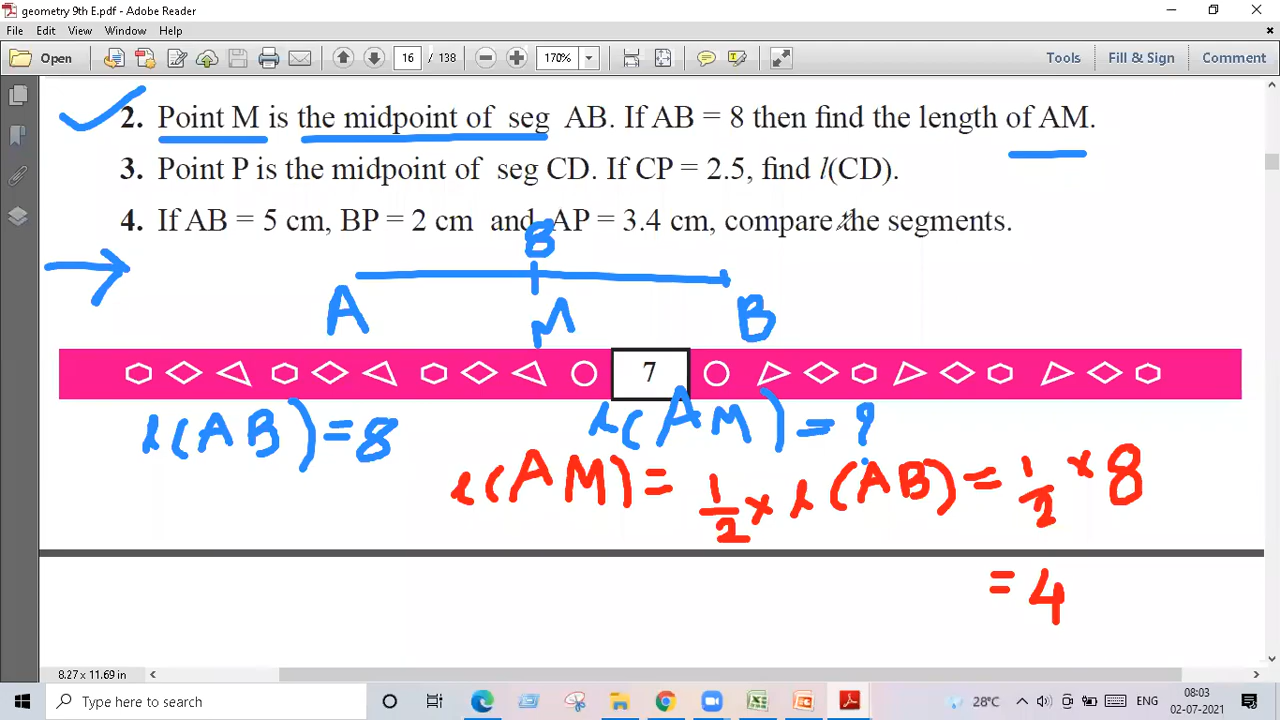 geometry 9th E.pdf - Adobe Reader
File Edit View Window Help
Open 16 / 138 170% Tools Fill & Sign Comment
2. Point M is the midpoint of seg AB. If AB = 8 then find the length of AM.
3. Point P is the midpoint of seg CD. If CP = 2.5, find l(CD).
4. If AB = 5 cm, BP = 2 cm and AP = 3.4 cm, compare the segments.
8
A M B
7
l(AB) = 8 l(AM) = ?
l(AM) = 1/2 × l(AB) = 1/2 × 8
= 4
8.27 x 11.69 in
Type here to search
28°C ENG 08:03
02-07-2021